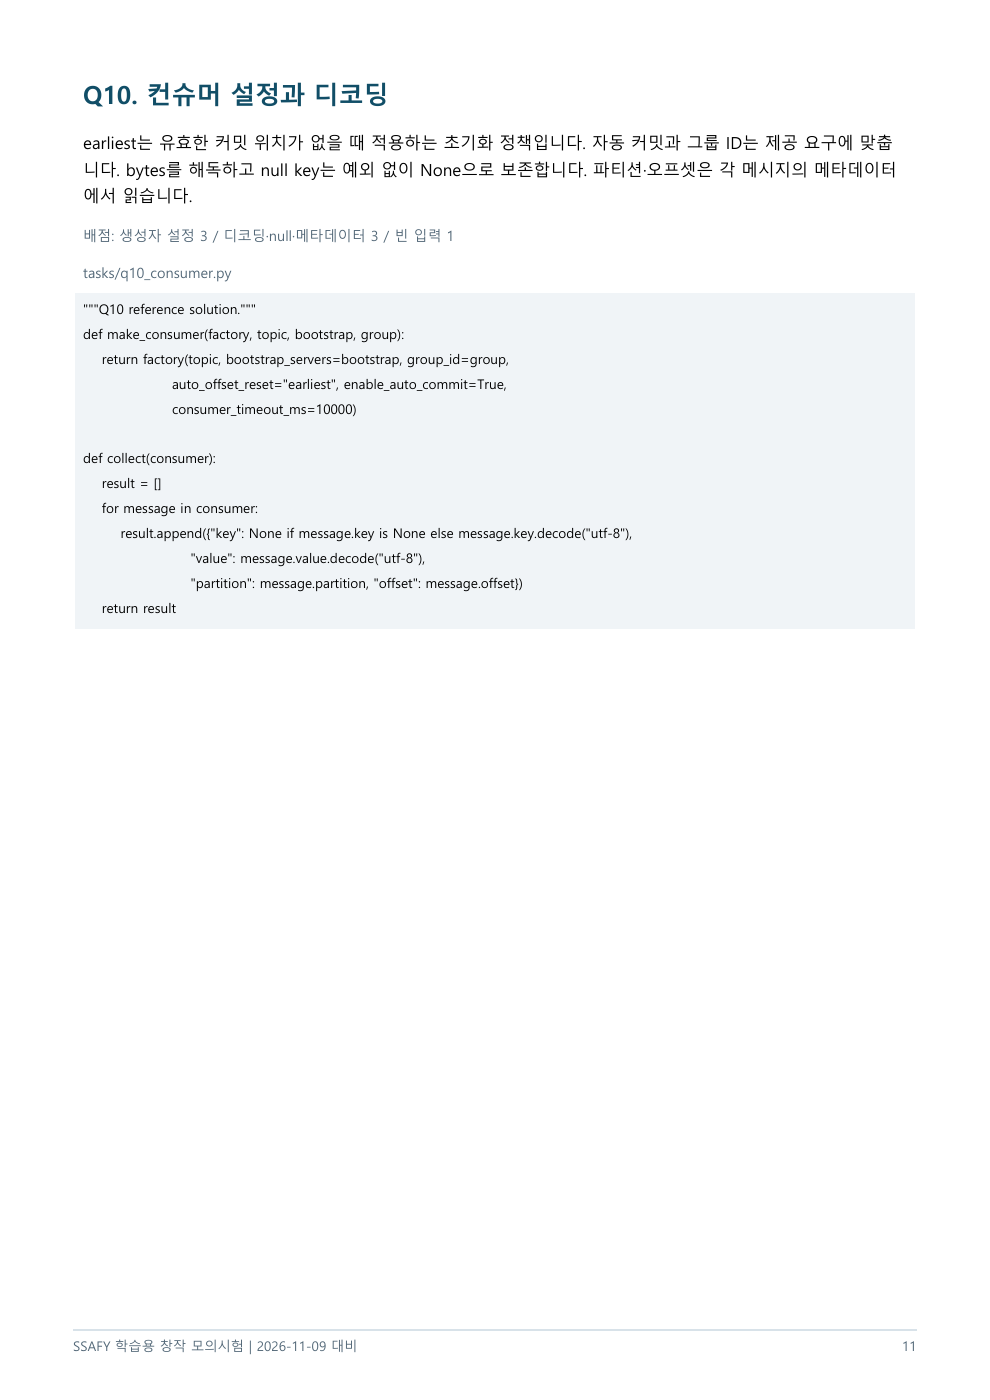 Q10. 컨슈머 설정과 디코딩
earliest는 유효한 커밋 위치가 없을 때 적용하는 초기화 정책입니다. 자동 커밋과 그룹 ID는 제공 요구에 맞춥
니다. bytes를 해독하고 null key는 예외 없이 None으로 보존합니다. 파티션·오프셋은 각 메시지의 메타데이터
에서 읽습니다.
배점: 생성자 설정 3 / 디코딩·null·메타데이터 3 / 빈 입력 1
tasks/q10_consumer.py
"""Q10 reference solution."""
def make_consumer(factory, topic, bootstrap, group):
    return factory(topic, bootstrap_servers=bootstrap, group_id=group,
                   auto_offset_reset="earliest", enable_auto_commit=True,
                   consumer_timeout_ms=10000)
def collect(consumer):
    result = []
    for message in consumer:
        result.append({"key": None if message.key is None else message.key.decode("utf-8"),
                       "value": message.value.decode("utf-8"),
                       "partition": message.partition, "offset": message.offset})
    return result
SSAFY 학습용 창작 모의시험 | 2026-11-09 대비
11